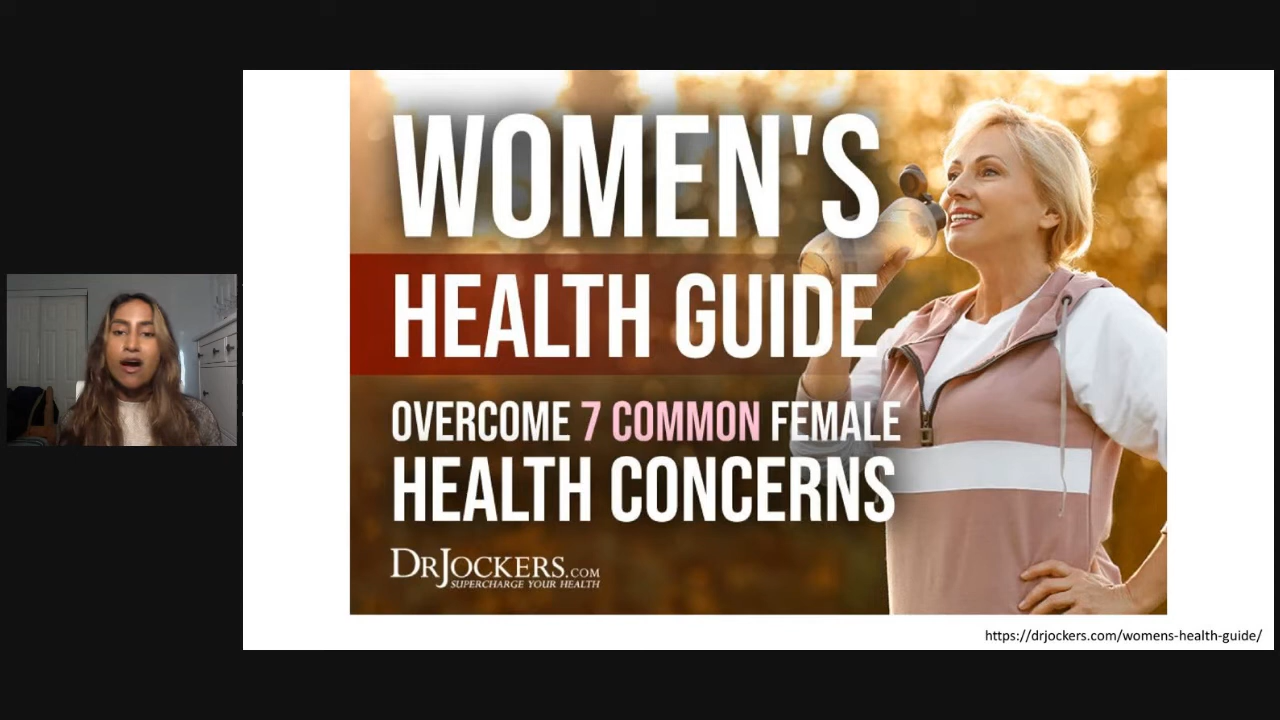 WOMEN'S
HEALTH GUIDE
OVERCOME 7 COMMON FEMALE
HEALTH CONCERNS
DRJOCKERS.COM
SUPERCHARGE YOUR HEALTH
https://drjockers.com/womens-health-guide/